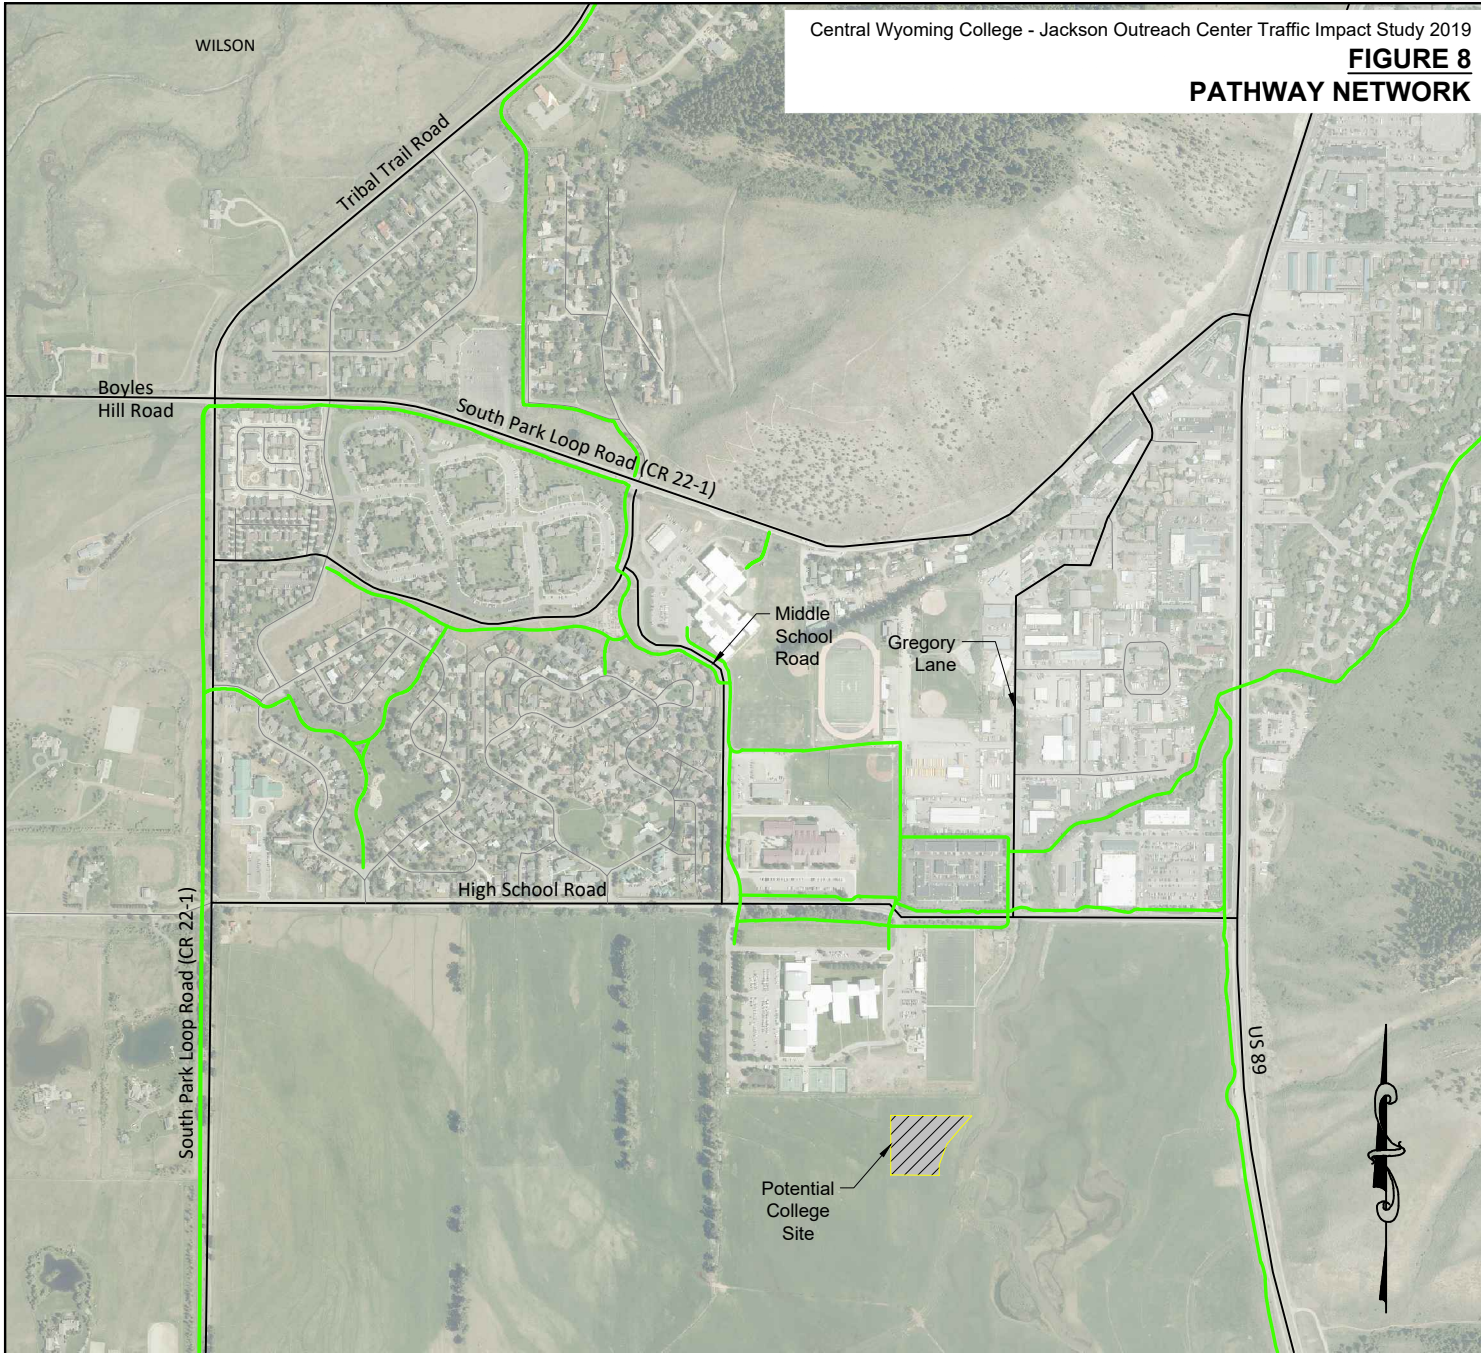 Central Wyoming College - Jackson Outreach Center Traffic Impact Study 2019
FIGURE 8
PATHWAY NETWORK
WILSON
Tribal Trail Road
Boyles
Hill Road
South Park Loop Road (CR 22-1)
Middle
School
Road
Gregory
Lane
High School Road
South Park Loop Road (CR 22-1)
US 89
Potential
College
Site